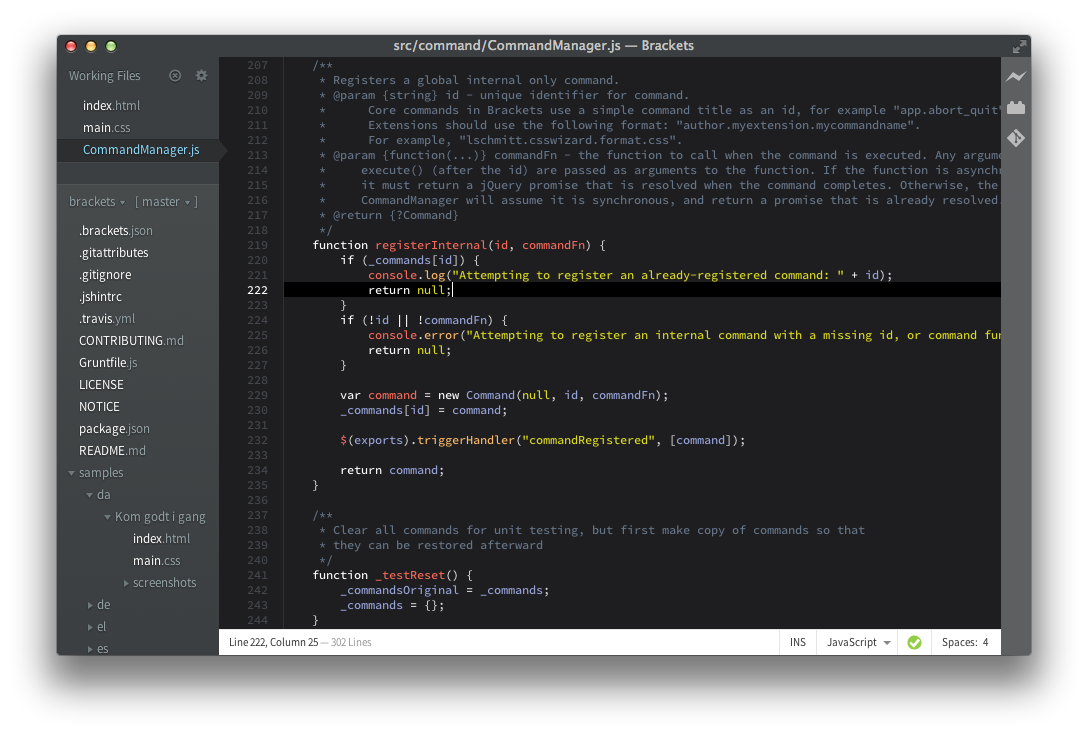 src/command/CommandManager.js — Brackets
Working Files
index.html
main.css
CommandManager.js
brackets [ master ]
.brackets.json
.gitattributes
.gitignore
.jshintrc
.travis.yml
CONTRIBUTING.md
Gruntfile.js
LICENSE
NOTICE
package.json
README.md
samples
da
Kom godt i gang
index.html
main.css
screenshots
de
el
es
207 /**
208 * Registers a global internal only command.
209 * @param {string} id - unique identifier for command.
210 * Core commands in Brackets use a simple command title as an id, for example "app.abort_quit"
211 * Extensions should use the following format: "author.myextension.mycommandname".
212 * For example, "lschmitt.csswizard.format.css".
213 * @param {function(...)} commandFn - the function to call when the command is executed. Any argume
214 * execute() (after the id) are passed as arguments to the function. If the function is asynchr
215 * it must return a jQuery promise that is resolved when the command completes. Otherwise, the
216 * CommandManager will assume it is synchronous, and return a promise that is already resolved.
217 * @return {?Command}
218 */
219 function registerInternal(id, commandFn) {
220 if (_commands[id]) {
221 console.log("Attempting to register an already-registered command: " + id);
222 return null;
223 }
224 if (!id || !commandFn) {
225 console.error("Attempting to register an internal command with a missing id, or command fun
226 return null;
227 }
228
229 var command = new Command(null, id, commandFn);
230 _commands[id] = command;
231
232 $(exports).triggerHandler("commandRegistered", [command]);
233
234 return command;
235 }
236
237 /**
238 * Clear all commands for unit testing, but first make copy of commands so that
239 * they can be restored afterward
240 */
241 function _testReset() {
242 _commandsOriginal = _commands;
243 _commands = {};
244 }
Line 222, Column 25 — 302 Lines
INS
JavaScript
Spaces: 4